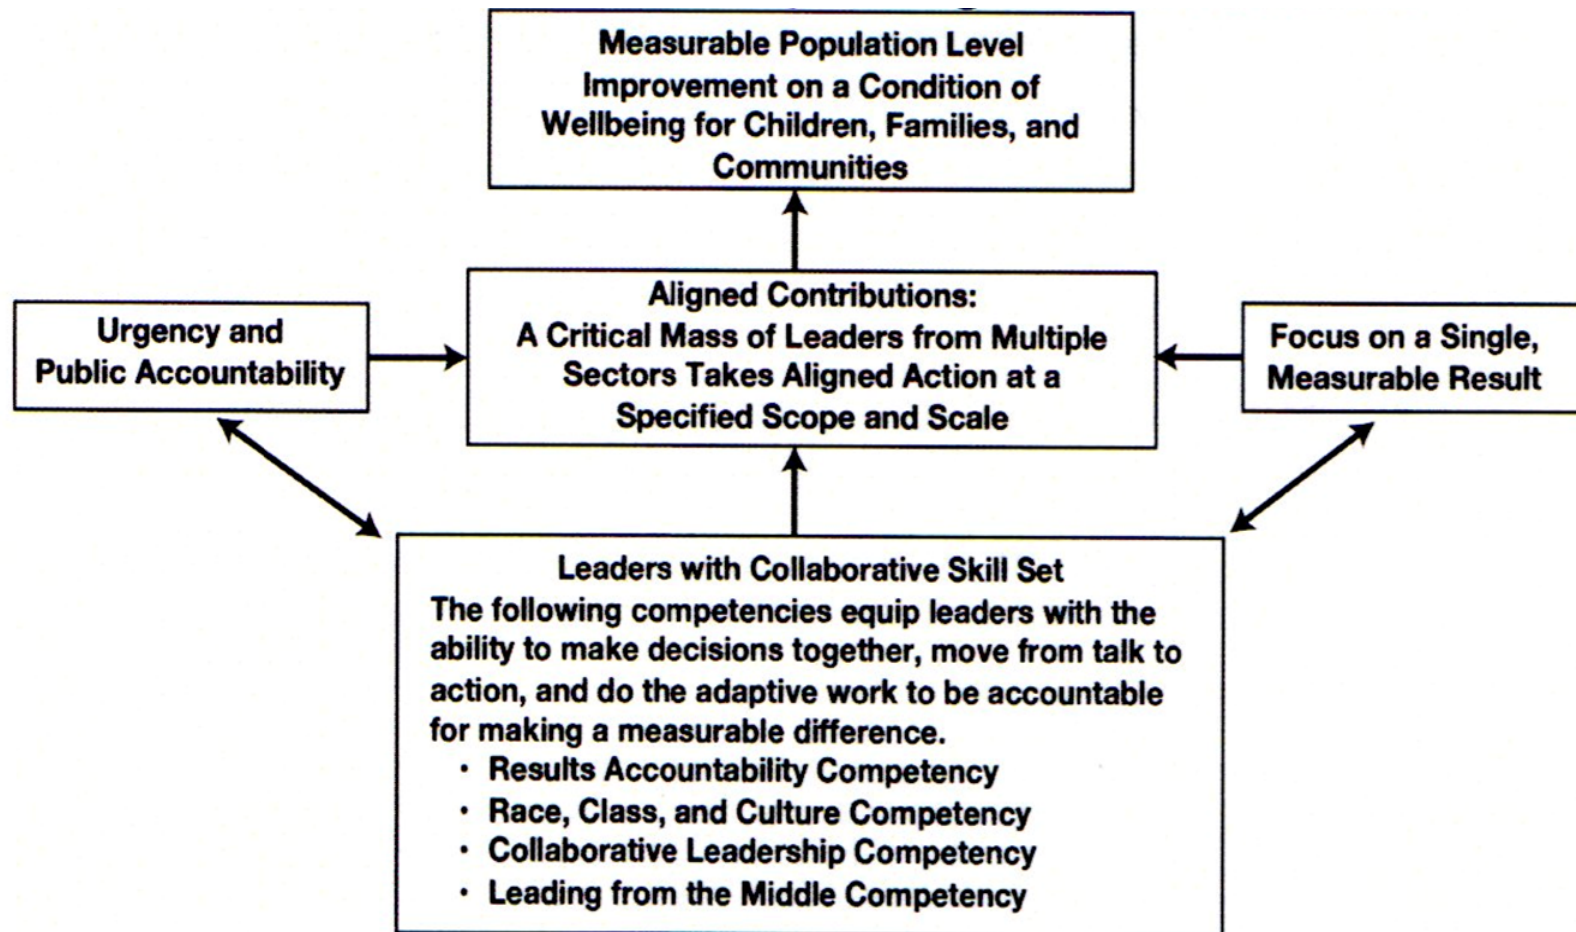 Measurable Population Level
Improvement on a Condition of
Wellbeing for Children, Families, and
Communities
Urgency and
Public Accountability
Aligned Contributions:
A Critical Mass of Leaders from Multiple
Sectors Takes Aligned Action at a
Specified Scope and Scale
Focus on a Single,
Measurable Result
Leaders with Collaborative Skill Set
The following competencies equip leaders with the
ability to make decisions together, move from talk to
action, and do the adaptive work to be accountable
for making a measurable difference.
· Results Accountability Competency
· Race, Class, and Culture Competency
· Collaborative Leadership Competency
· Leading from the Middle Competency